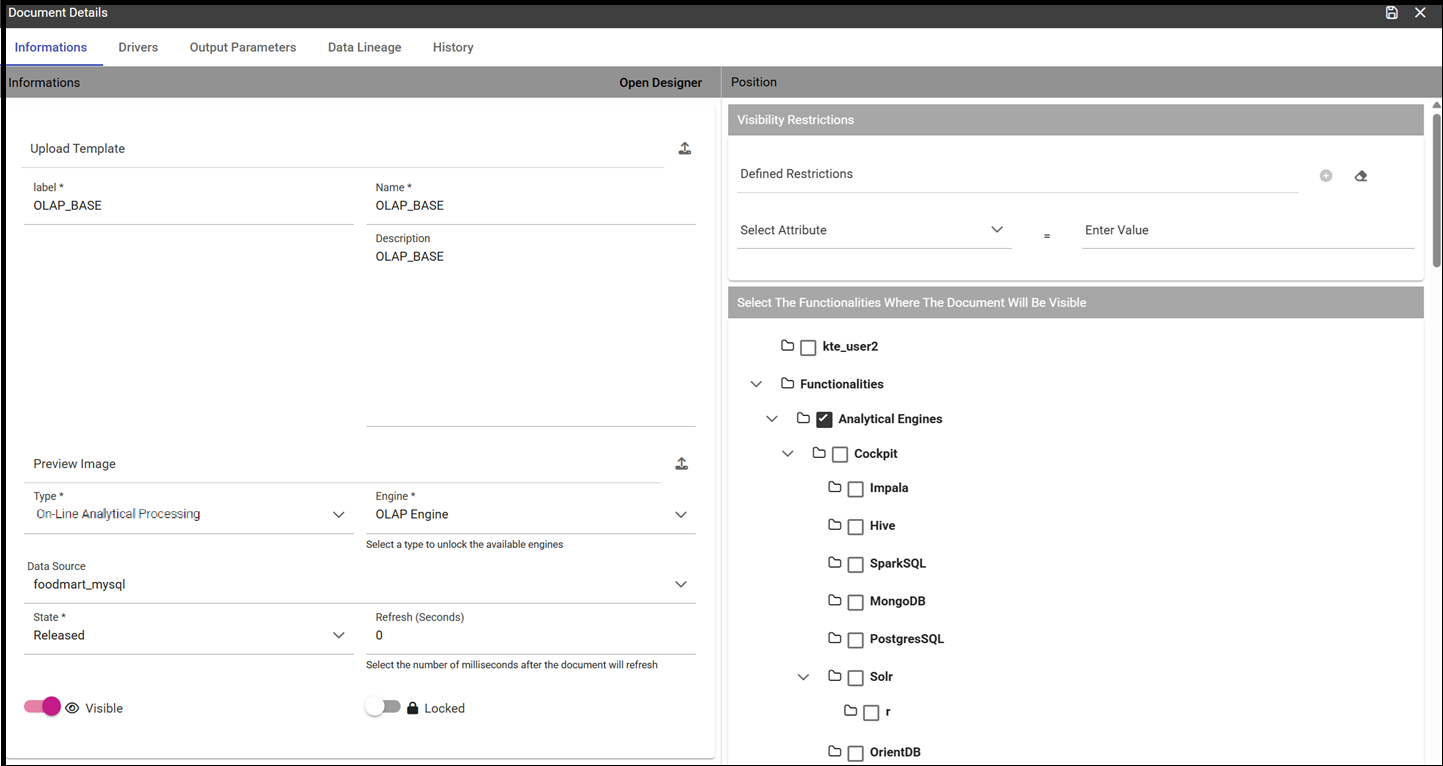 Document Details
Informations Drivers Output Parameters Data Lineage History
Informations Open Designer
Upload Template
label *
OLAP_BASE
Name *
OLAP_BASE
Description
OLAP_BASE
Preview Image
Type *
On-Line Analytical Processing
Engine *
OLAP Engine
Select a type to unlock the available engines
Data Source
foodmart_mysql
State *
Released
Refresh (Seconds)
0
Select the number of milliseconds after the document will refresh
Visible
Locked
Position
Visibility Restrictions
Defined Restrictions
Select Attribute = Enter Value
Select The Functionalities Where The Document Will Be Visible
kte_user2
Functionalities
Analytical Engines
Cockpit
Impala
Hive
SparkSQL
MongoDB
PostgresSQL
Solr
r
OrientDB